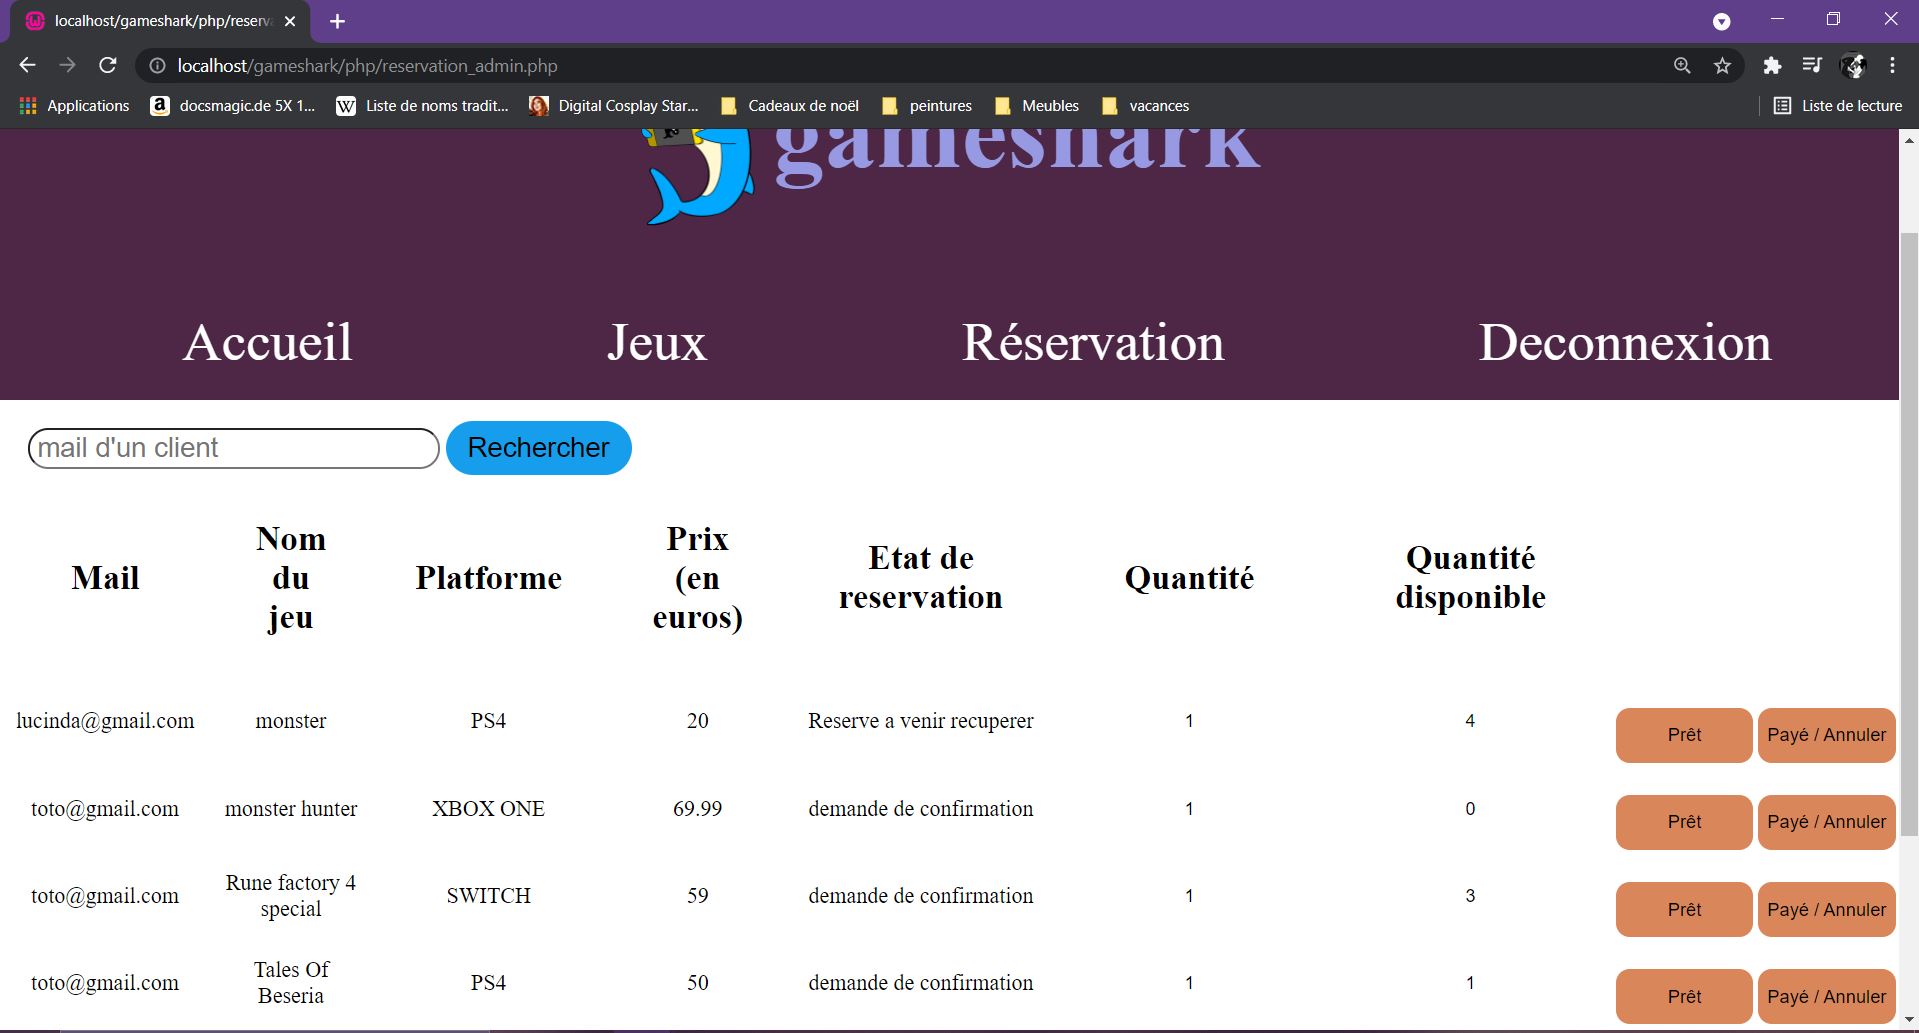 localhost/gameshark/php/reserva
localhost/gameshark/php/reservation_admin.php
Applications docsmagic.de 5X 1... Liste de noms tradit... Digital Cosplay Star... Cadeaux de noël peintures Meubles vacances Liste de lecture
gameshark
Accueil Jeux Réservation Deconnexion
mail d'un client Rechercher
Mail Nom du jeu Platforme Prix (en euros) Etat de reservation Quantité Quantité disponible
lucinda@gmail.com monster PS4 20 Reserve a venir recuperer 1 4 Prêt Payé / Annuler
toto@gmail.com monster hunter XBOX ONE 69.99 demande de confirmation 1 0 Prêt Payé / Annuler
toto@gmail.com Rune factory 4 special SWITCH 59 demande de confirmation 1 3 Prêt Payé / Annuler
toto@gmail.com Tales Of Beseria PS4 50 demande de confirmation 1 1 Prêt Payé / Annuler